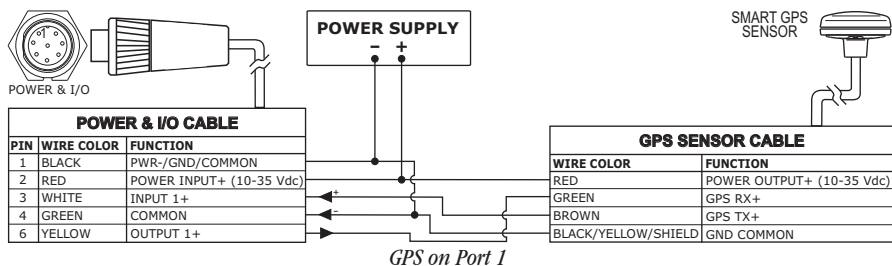 POWER SUPPLY
− +
SMART GPS
SENSOR
1
POWER & I/O
POWER & I/O CABLE
PIN WIRE COLOR FUNCTION
1 BLACK PWR-/GND/COMMON
2 RED POWER INPUT+ (10-35 Vdc)
3 WHITE INPUT 1+
4 GREEN COMMON
6 YELLOW OUTPUT 1+
+
-
GPS SENSOR CABLE
WIRE COLOR FUNCTION
RED POWER OUTPUT+ (10-35 Vdc)
GREEN GPS RX+
BROWN GPS TX+
BLACK/YELLOW/SHIELD GND COMMON
GPS on Port 1